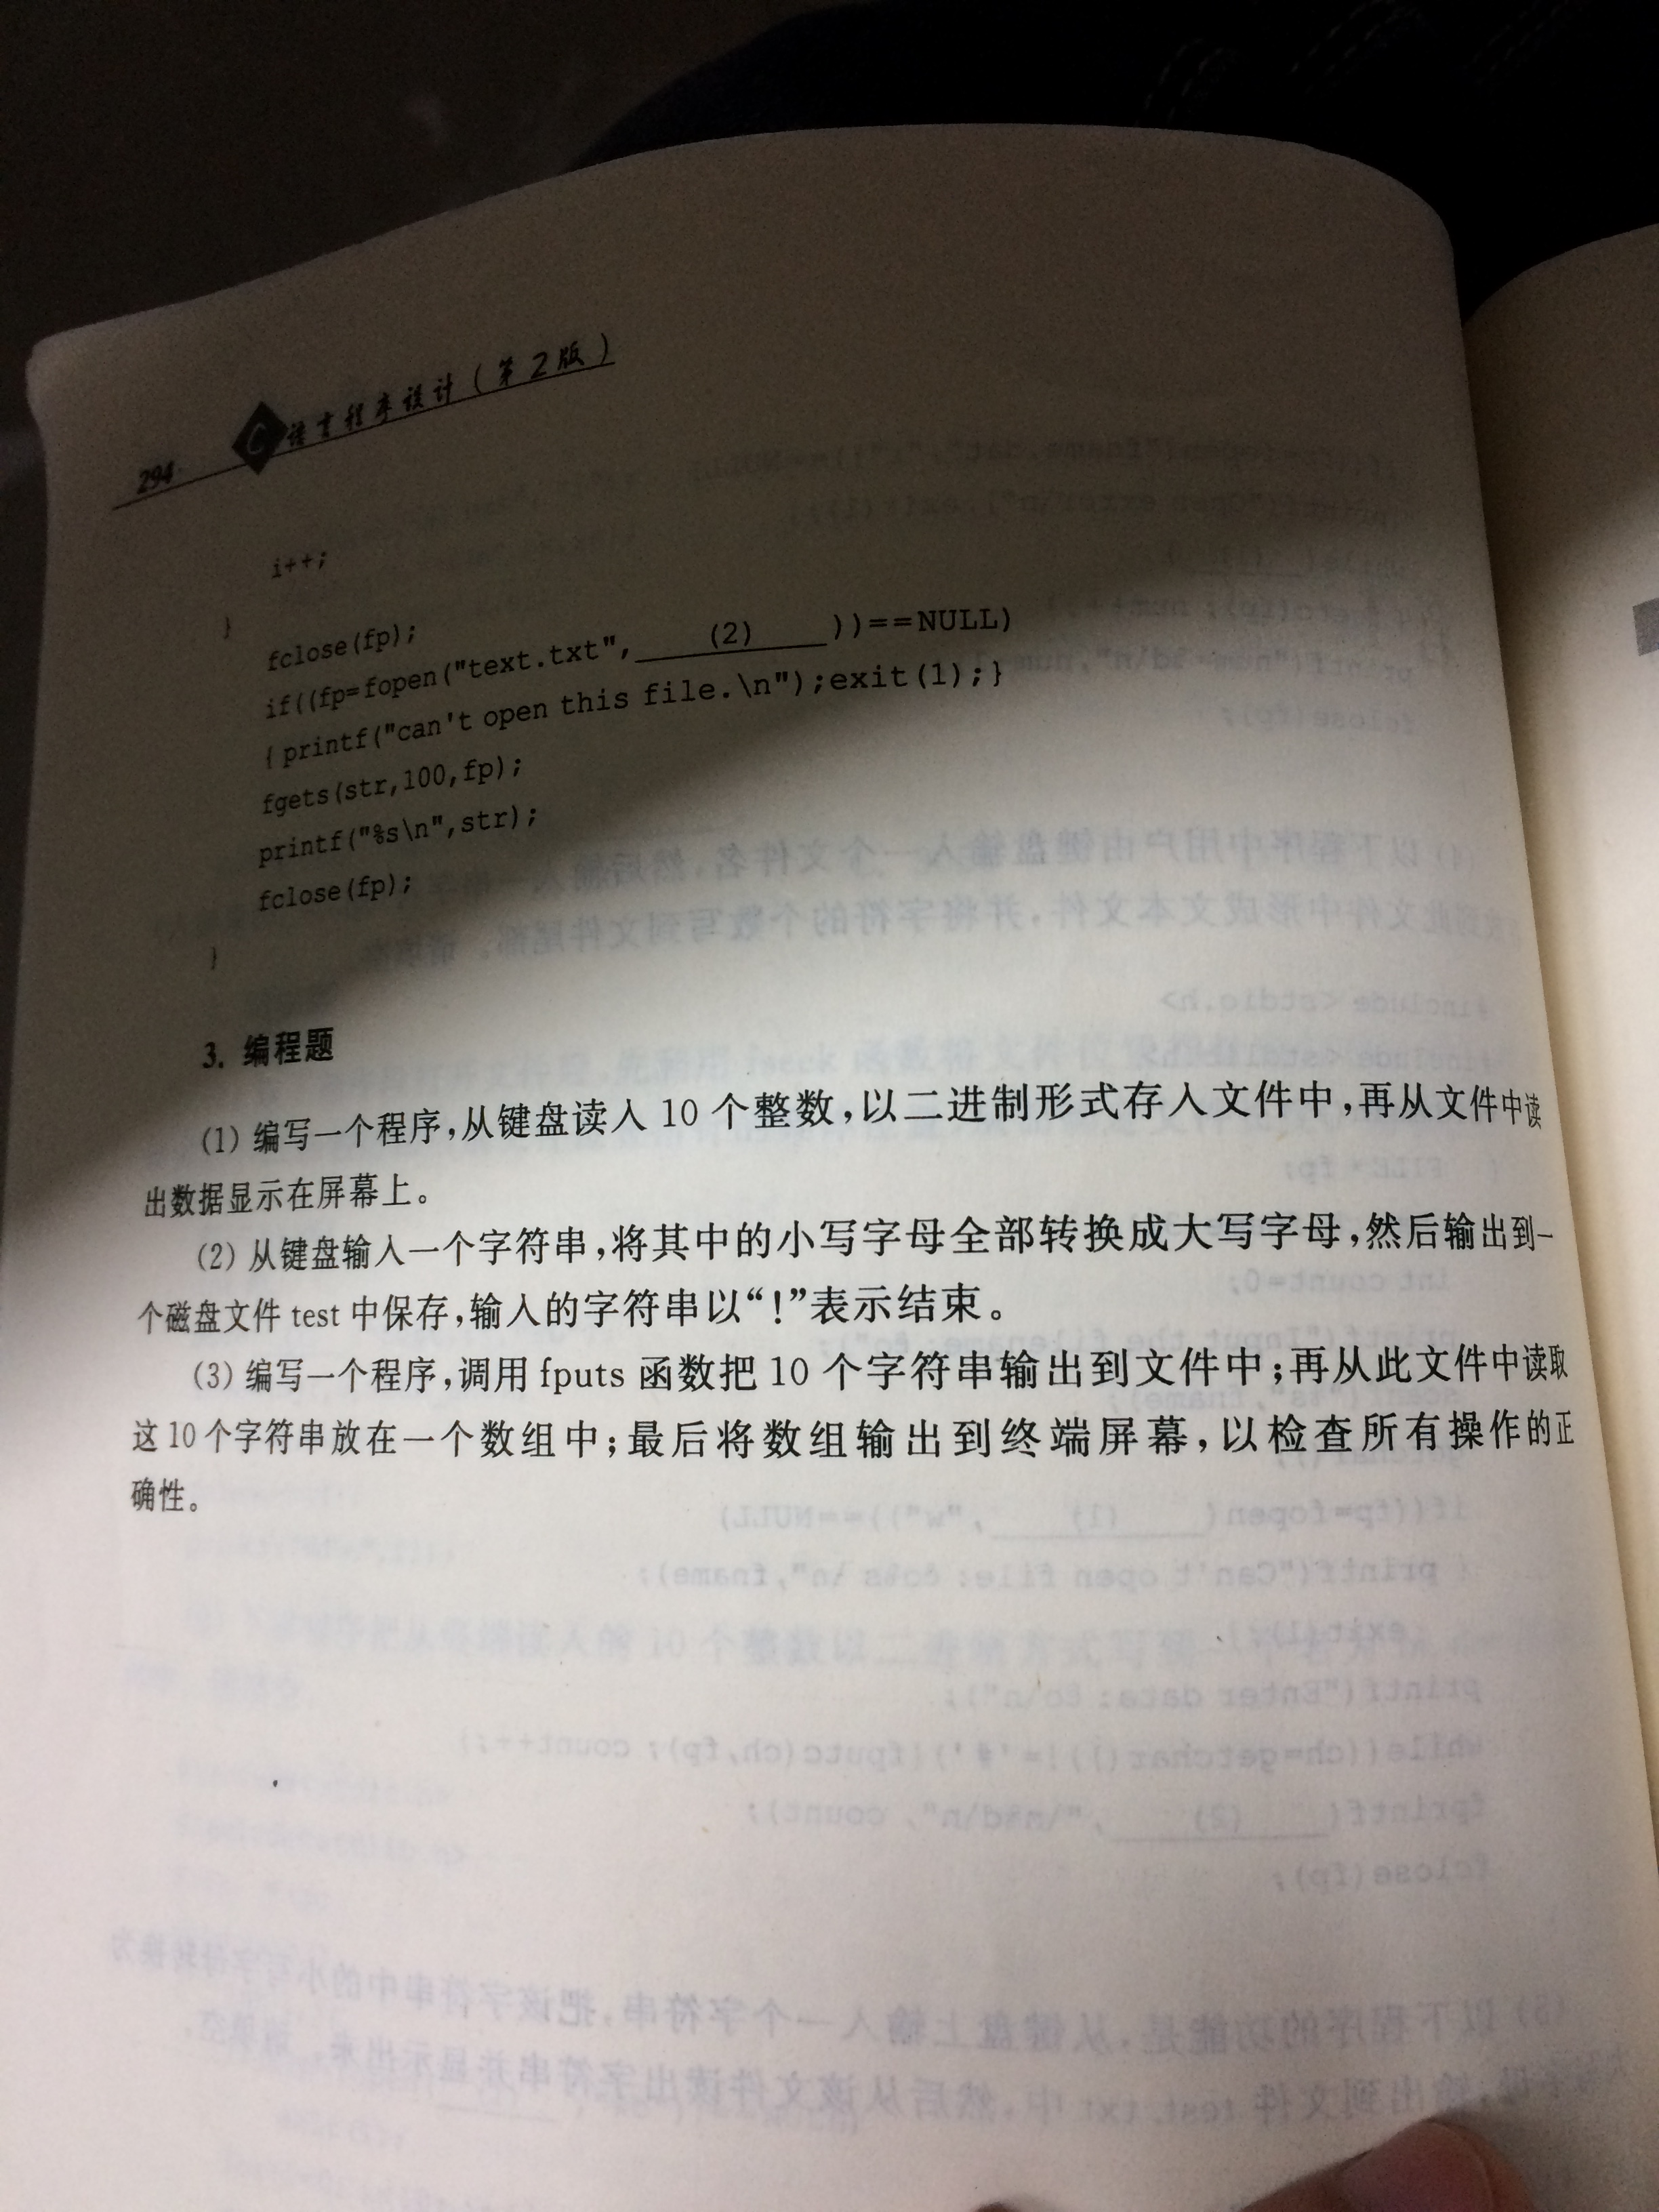 294 C语言程序设计(第2版)
i++;
}
fclose(fp);
if((fp=fopen("text.txt",____(2)____))==NULL)
{printf("can't open this file.\n");exit(1);}
fgets(str,100,fp);
printf("%s\n",str);
fclose(fp);
}
3. 编程题
(1) 编写一个程序,从键盘读入 10 个整数,以二进制形式存入文件中,再从文件中读
出数据显示在屏幕上。
(2) 从键盘输入一个字符串,将其中的小写字母全部转换成大写字母,然后输出到一
个磁盘文件 test 中保存,输入的字符串以“!”表示结束。
(3) 编写一个程序,调用 fputs 函数把 10 个字符串输出到文件中;再从此文件中读取
这 10 个字符串放在一个数组中;最后将数组输出到终端屏幕,以检查所有操作的正
确性。